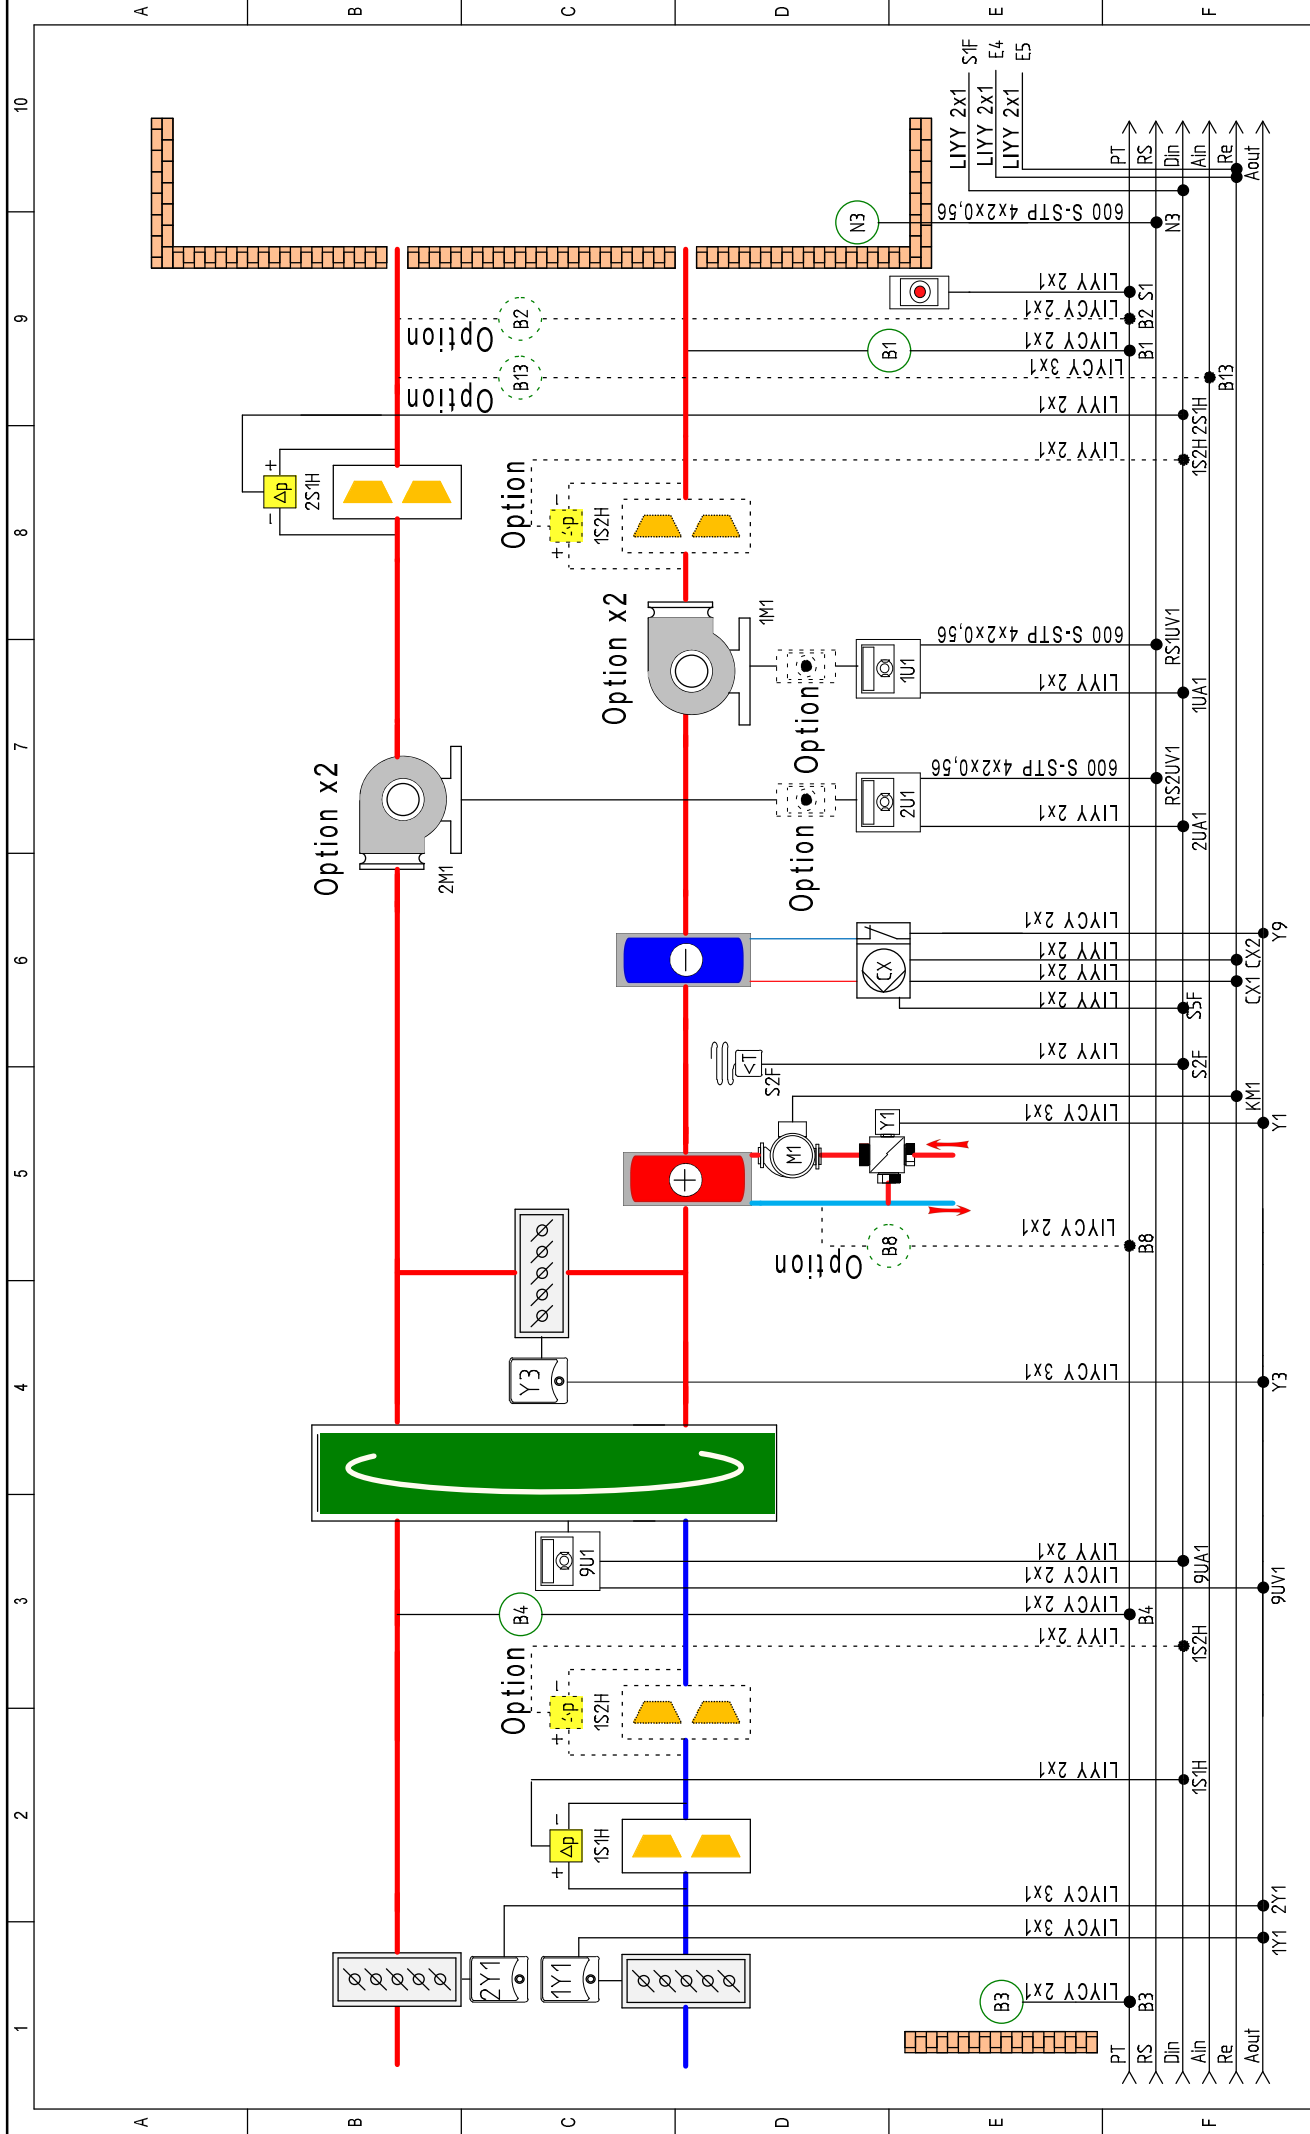 1 2 3 4 5 6 7 8 9 10
A A
B B
C C
D D
E E
F F
+ Δp -
2S1H
Option x2
2M1
Option
Option
B2
B13
2Y1
1Y1
+ Δp -
1S1H
Option
+ Δp -
1S2H
B4
9U1
Y3
Option x2
1M1
Option
+ Δp -
1S2H
M1
<T
S2F
Option
Option
Option
B8
Y1
CX
2U1
1U1
B1
N3
B3
LIYCY 2x1
LIYCY 3x1
LIYCY 3x1
LIYY 2x1
LIYY 2x1
LIYCY 2x1
LIYCY 2x1
LIYY 2x1
LIYCY 3x1
LIYCY 2x1
LIYCY 3x1
LIYY 2x1
LIYY 2x1
LIYY 2x1
LIYY 2x1
LIYCY 2x1
LIYY 2x1
600 S-STP 4x2x0,56
LIYY 2x1
600 S-STP 4x2x0,56
LIYY 2x1
LIYY 2x1
LIYCY 3x1
LIYCY 2x1
LIYCY 2x1
LIYY 2x1
600 S-STP 4x2x0,56
LIYY 2x1 S1F
LIYY 2x1 E4
LIYY 2x1 E5
PT PT
RS B3 B4 B8 B1 B2 S1 RS
Din RS2UV1 RS1UV1 N3 Din
Ain 1S1H 1S2H 9UA1 S2F S5F 2UA1 1UA1 1S2H 2S1H Ain
Re B13 Re
Aout KM1 CX1 CX2 Aout
1Y1 2Y1 9UV1 Y3 Y1 Y9